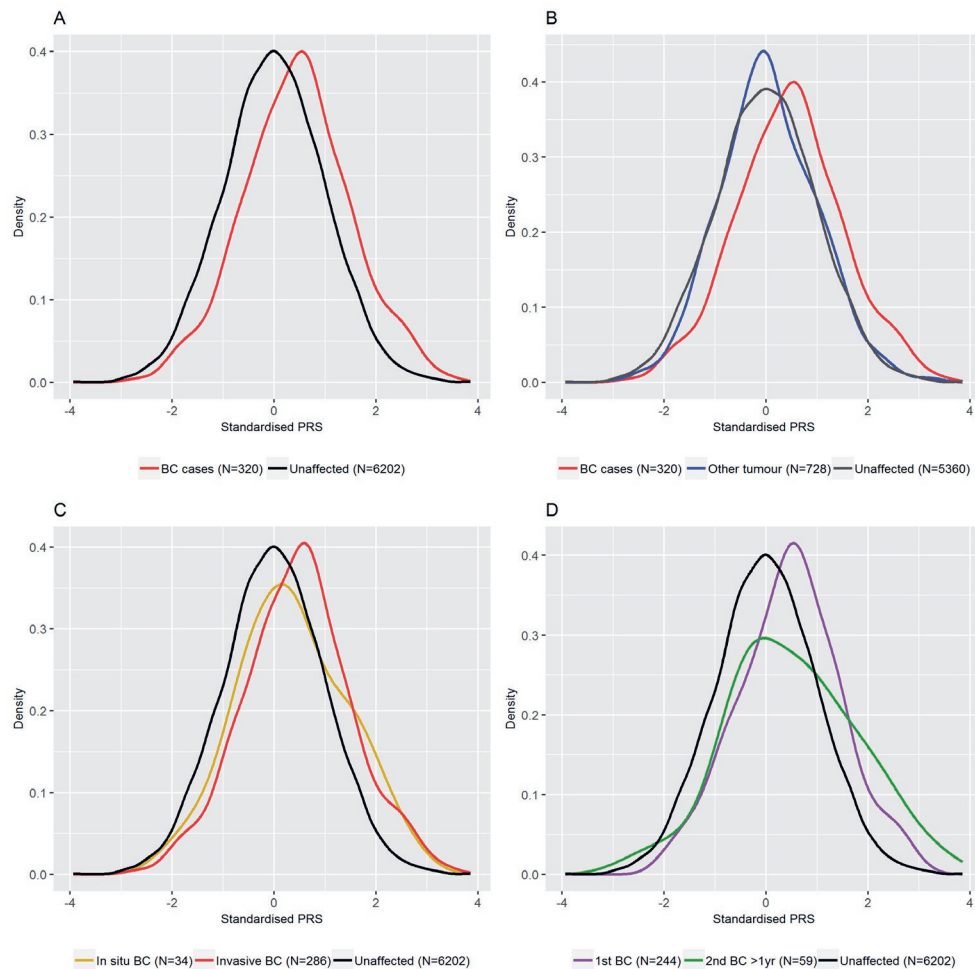 A
B
0.4
0.3
0.2
0.1
0.0
Density
-4 -2 0 2 4
Standardised PRS
BC cases (N=320) Unaffected (N=6202)
0.4
0.3
0.2
0.1
0.0
Density
-4 -2 0 2 4
Standardised PRS
BC cases (N=320) Other tumour (N=728) Unaffected (N=5360)
C
D
0.4
0.3
0.2
0.1
0.0
Density
-4 -2 0 2 4
Standardised PRS
In situ BC (N=34) Invasive BC (N=286) Unaffected (N=6202)
0.4
0.3
0.2
0.1
0.0
Density
-4 -2 0 2 4
Standardised PRS
1st BC (N=244) 2nd BC >1yr (N=59) Unaffected (N=6202)